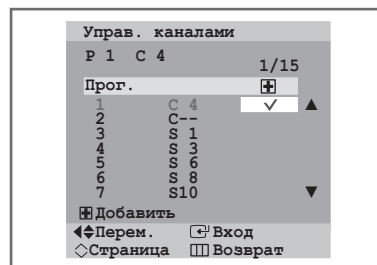 Управ. каналами
P 1 C 4
1/15
Прог.
1 C 4
2 C--
3 S 1
4 S 3
5 S 6
6 S 8
7 S10
Добавить
Перем. Вход
Страница Возврат